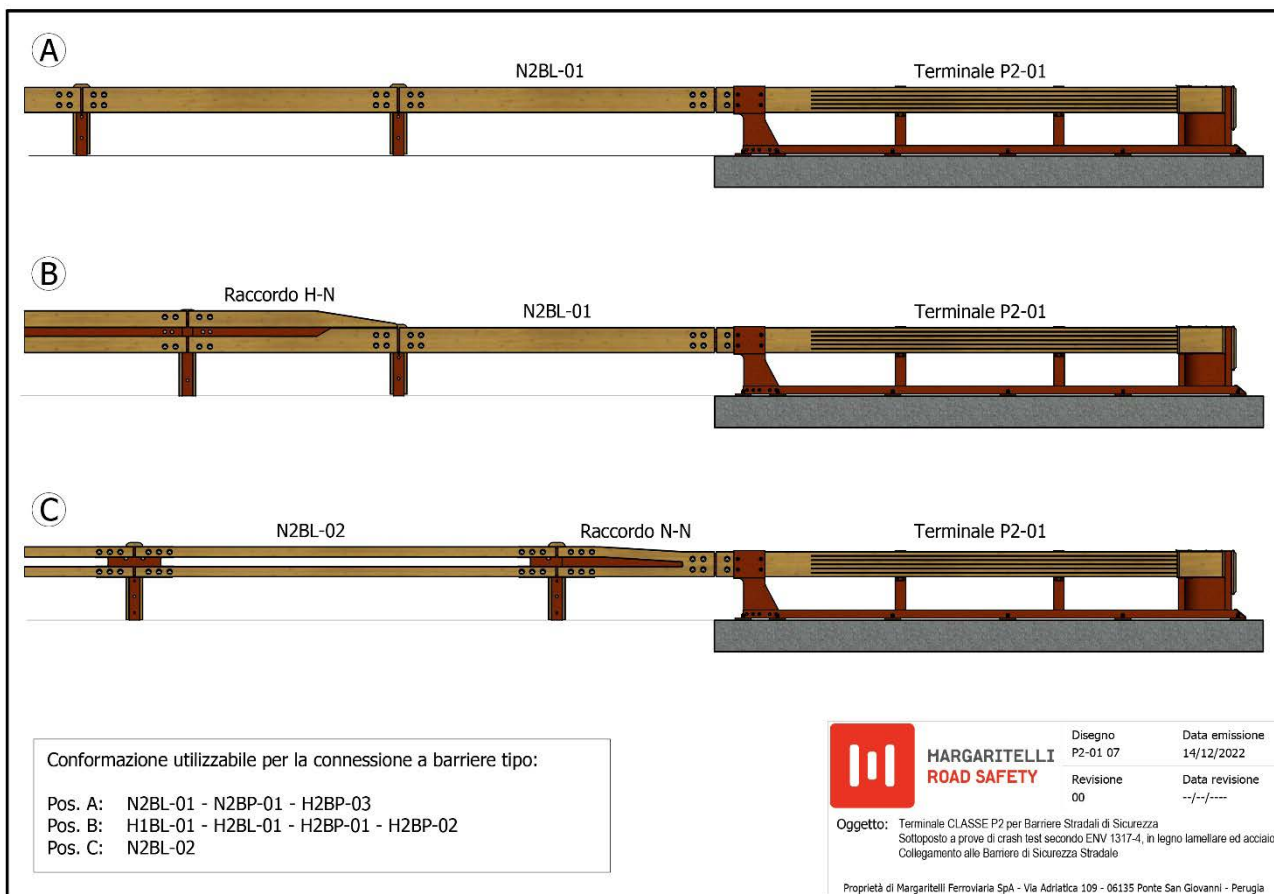 A
N2BL-01
Terminale P2-01
B
Raccordo H-N
N2BL-01
Terminale P2-01
C
N2BL-02
Raccordo N-N
Terminale P2-01
Conformazione utilizzabile per la connessione a barriere tipo:
Pos. A: N2BL-01 - N2BP-01 - H2BP-03
Pos. B: H1BL-01 - H2BL-01 - H2BP-01 - H2BP-02
Pos. C: N2BL-02
MARGARITELLI
ROAD SAFETY
Disegno
P2-01 07
Data emissione
14/12/2022
Revisione
00
Data revisione
--/--/----
Oggetto: Terminale CLASSE P2 per Barriere Stradali di Sicurezza
Sottoposto a prove di crash test secondo ENV 1317-4, in legno lamellare ed acciaio
Collegamento alle Barriere di Sicurezza Stradale
Proprietà di Margaritelli Ferroviaria SpA - Via Adriatica 109 - 06135 Ponte San Giovanni - Perugia